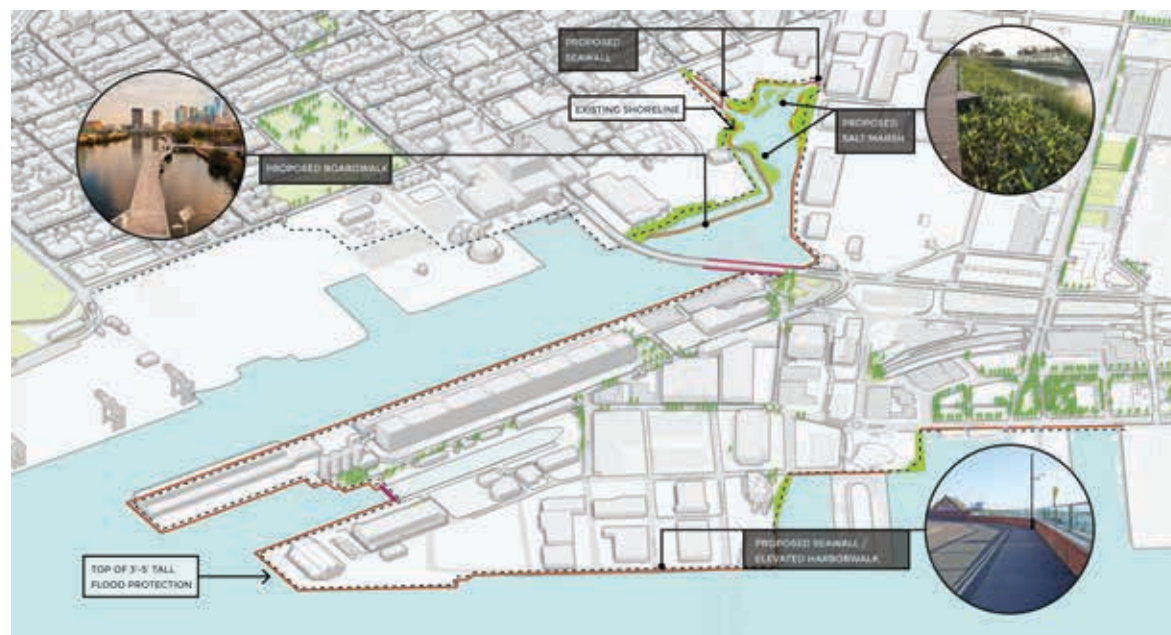 PROPOSED
SEAWALL
EXISTING SHORELINE
PROPOSED
SALT MARSH
PROPOSED BOARDWALK
PROPOSED SEAWALL /
ELEVATED HARBORWALK
TOP OF 3'-5' TALL
FLOOD PROTECTION